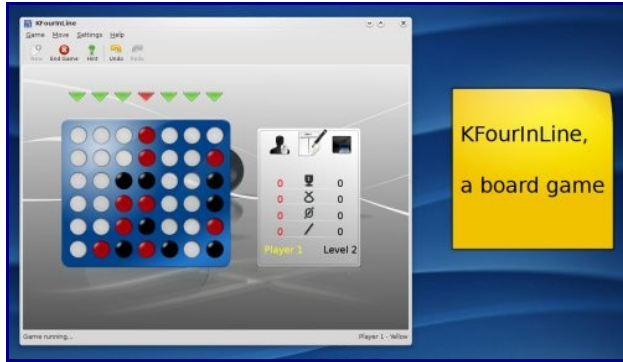 KFourInLine
Game Move Settings Help
New End Game Hint Undo Redo
0 0
0 0
0 0
0 0
Player 1 Level 2
Game running...
Player 1 - Yellow
KFourInLine,
a board game